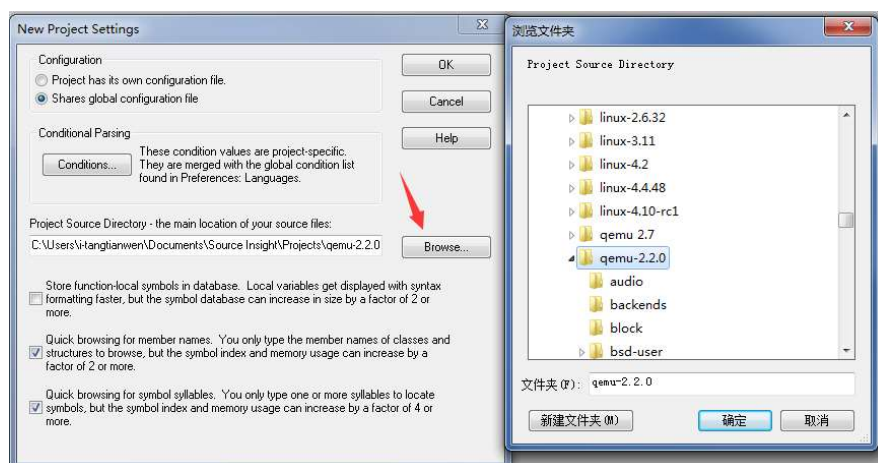 New Project Settings
Configuration
Project has its own configuration file.
Shares global configuration file
OK
Cancel
Help
Conditional Parsing
Conditions...
These condition values are project-specific.
They are merged with the global condition list
found in Preferences: Languages.
Project Source Directory - the main location of your source files:
C:\Users\i-tangtianwen\Documents\Source Insight\Projects\qemu-2.2.0
Browse...
Store function-local symbols in database. Local variables get displayed with syntax
formatting faster, but the symbol database can increase in size by a factor of 2 or
more.
Quick browsing for member names. You only type the member names of classes and
structures to browse, but the symbol index and memory usage can increase by a
factor of 2 or more.
Quick browsing for symbol syllables. You only type one or more syllables to locate
symbols, but the symbol index and memory usage can increase by a factor of 4 or
more.
浏览文件夹
Project Source Directory
linux-2.6.32
linux-3.11
linux-4.2
linux-4.4.48
linux-4.10-rc1
qemu 2.7
qemu-2.2.0
audio
backends
block
bsd-user
文件夹(F): qemu-2.2.0
新建文件夹(M)
确定
取消